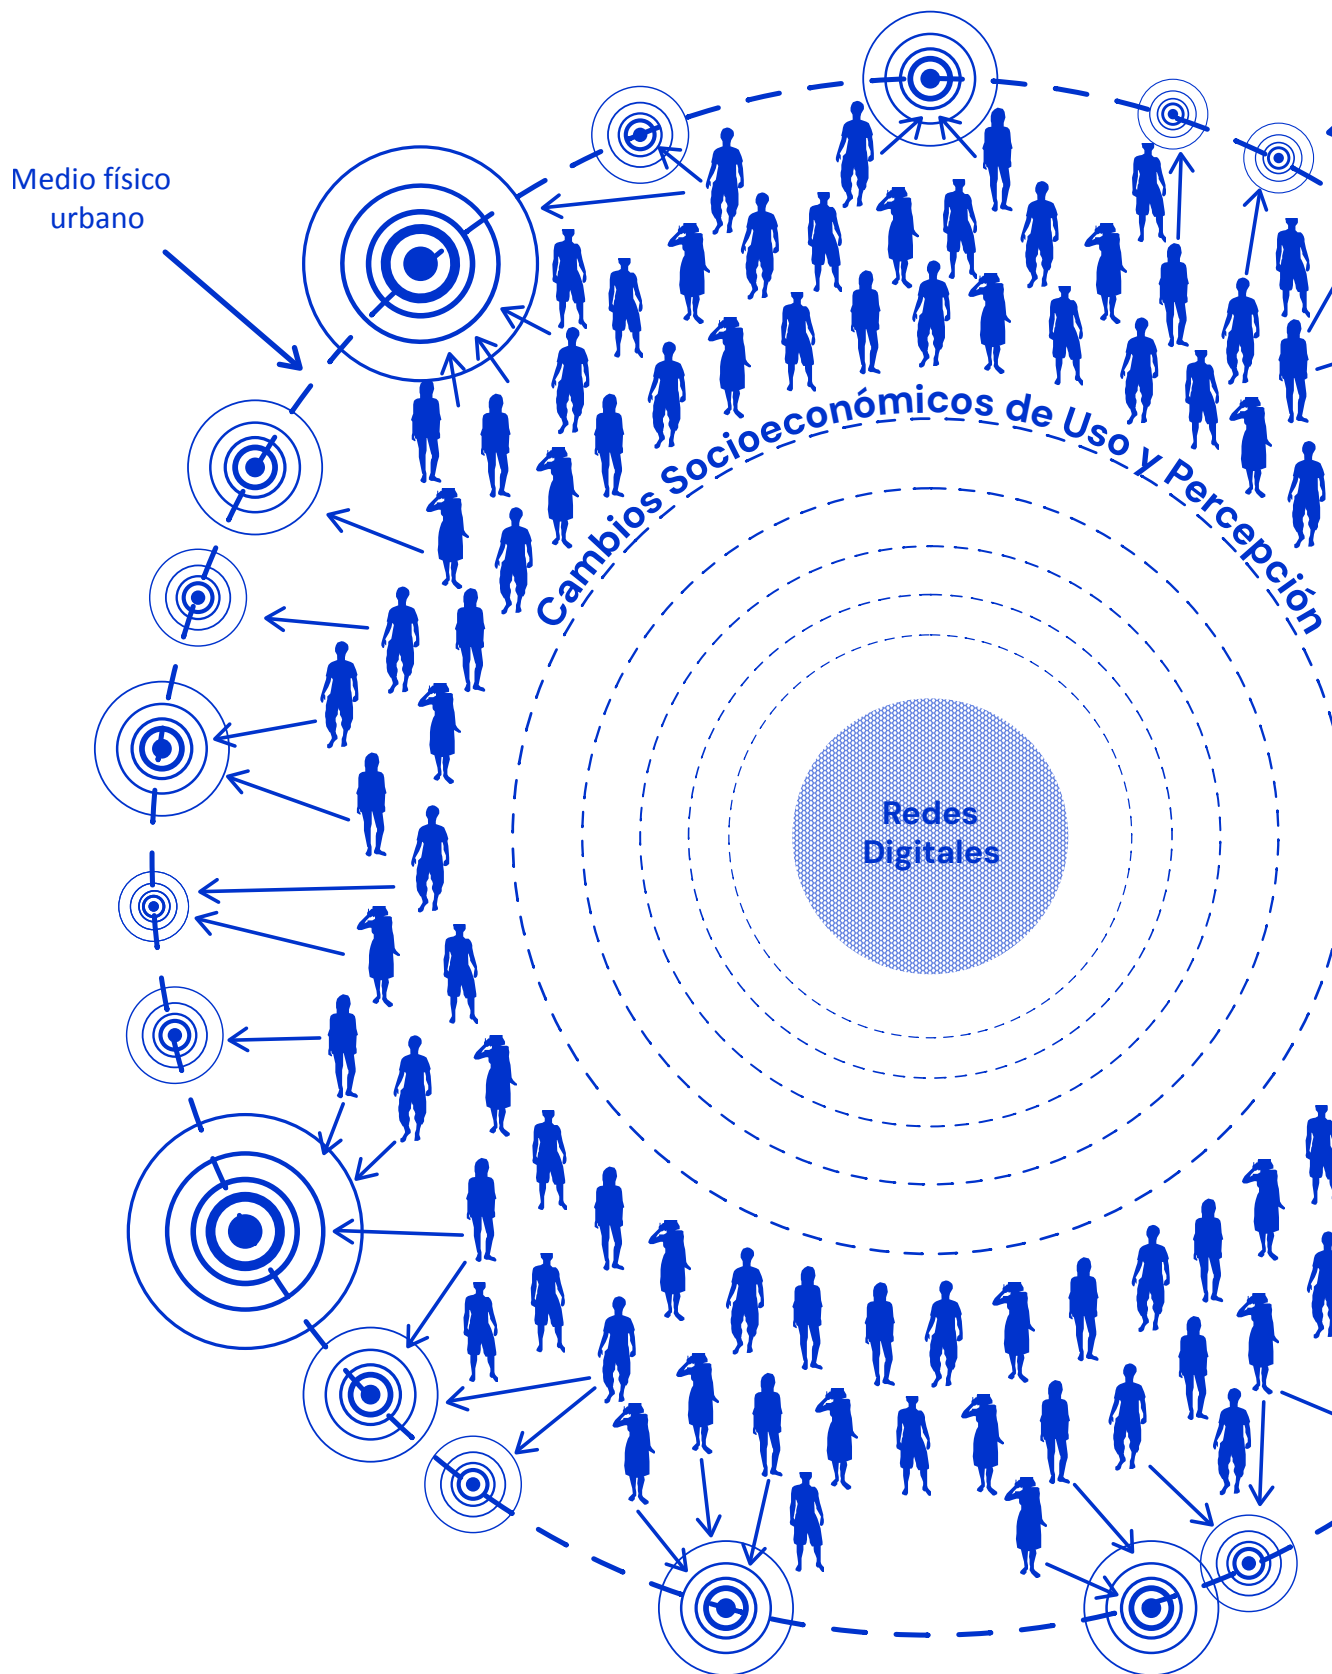 Medio físico
urbano
Cambios Socioeconómicos de Uso y Percepción
Redes
Digitales